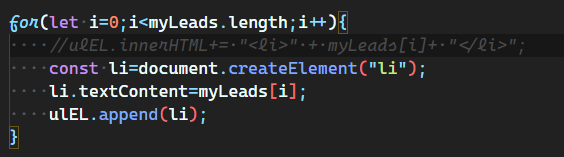 for(let i=0;i<myLeads.length;i++){
//ulEL.innerHTML += "<li>" + myLeads[i]+ "</li>";
const li=document.createElement("li");
li.textContent=myLeads[i];
ulEL.append(li);
}